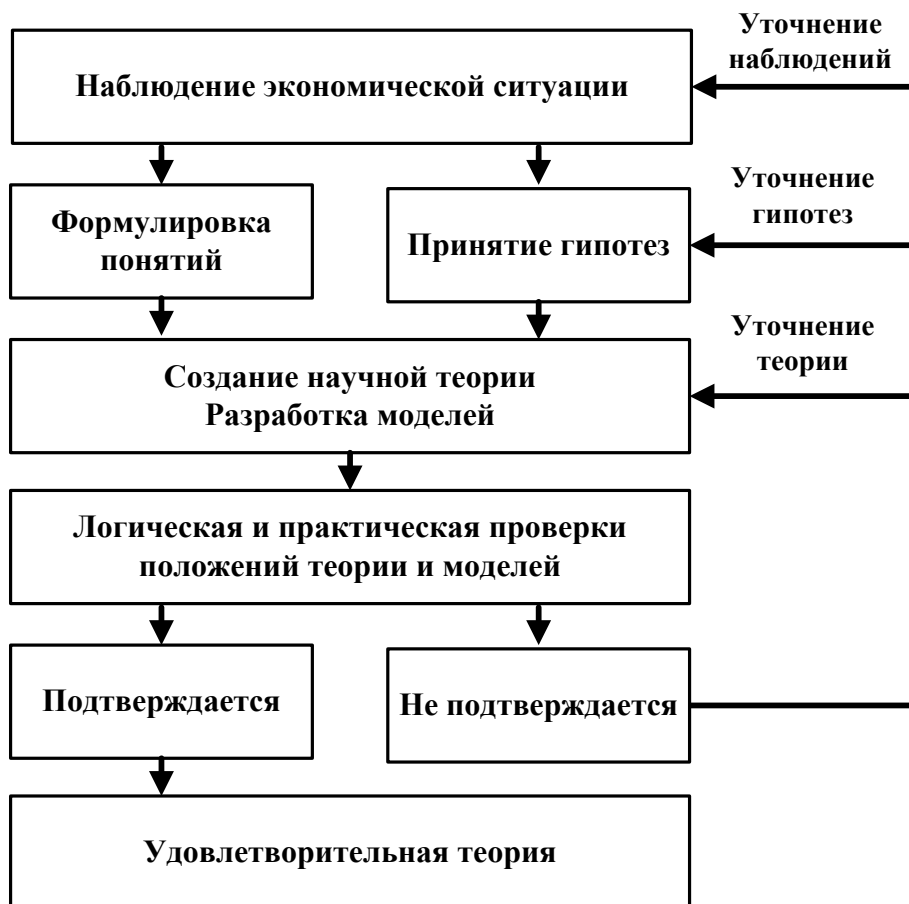 Уточнение
наблюдений
Наблюдение экономической ситуации
Уточнение
гипотез
Формулировка
понятий
Принятие гипотез
Уточнение
теории
Создание научной теории
Разработка моделей
Логическая и практическая проверки
положений теории и моделей
Подтверждается
Не подтверждается
Удовлетворительная теория